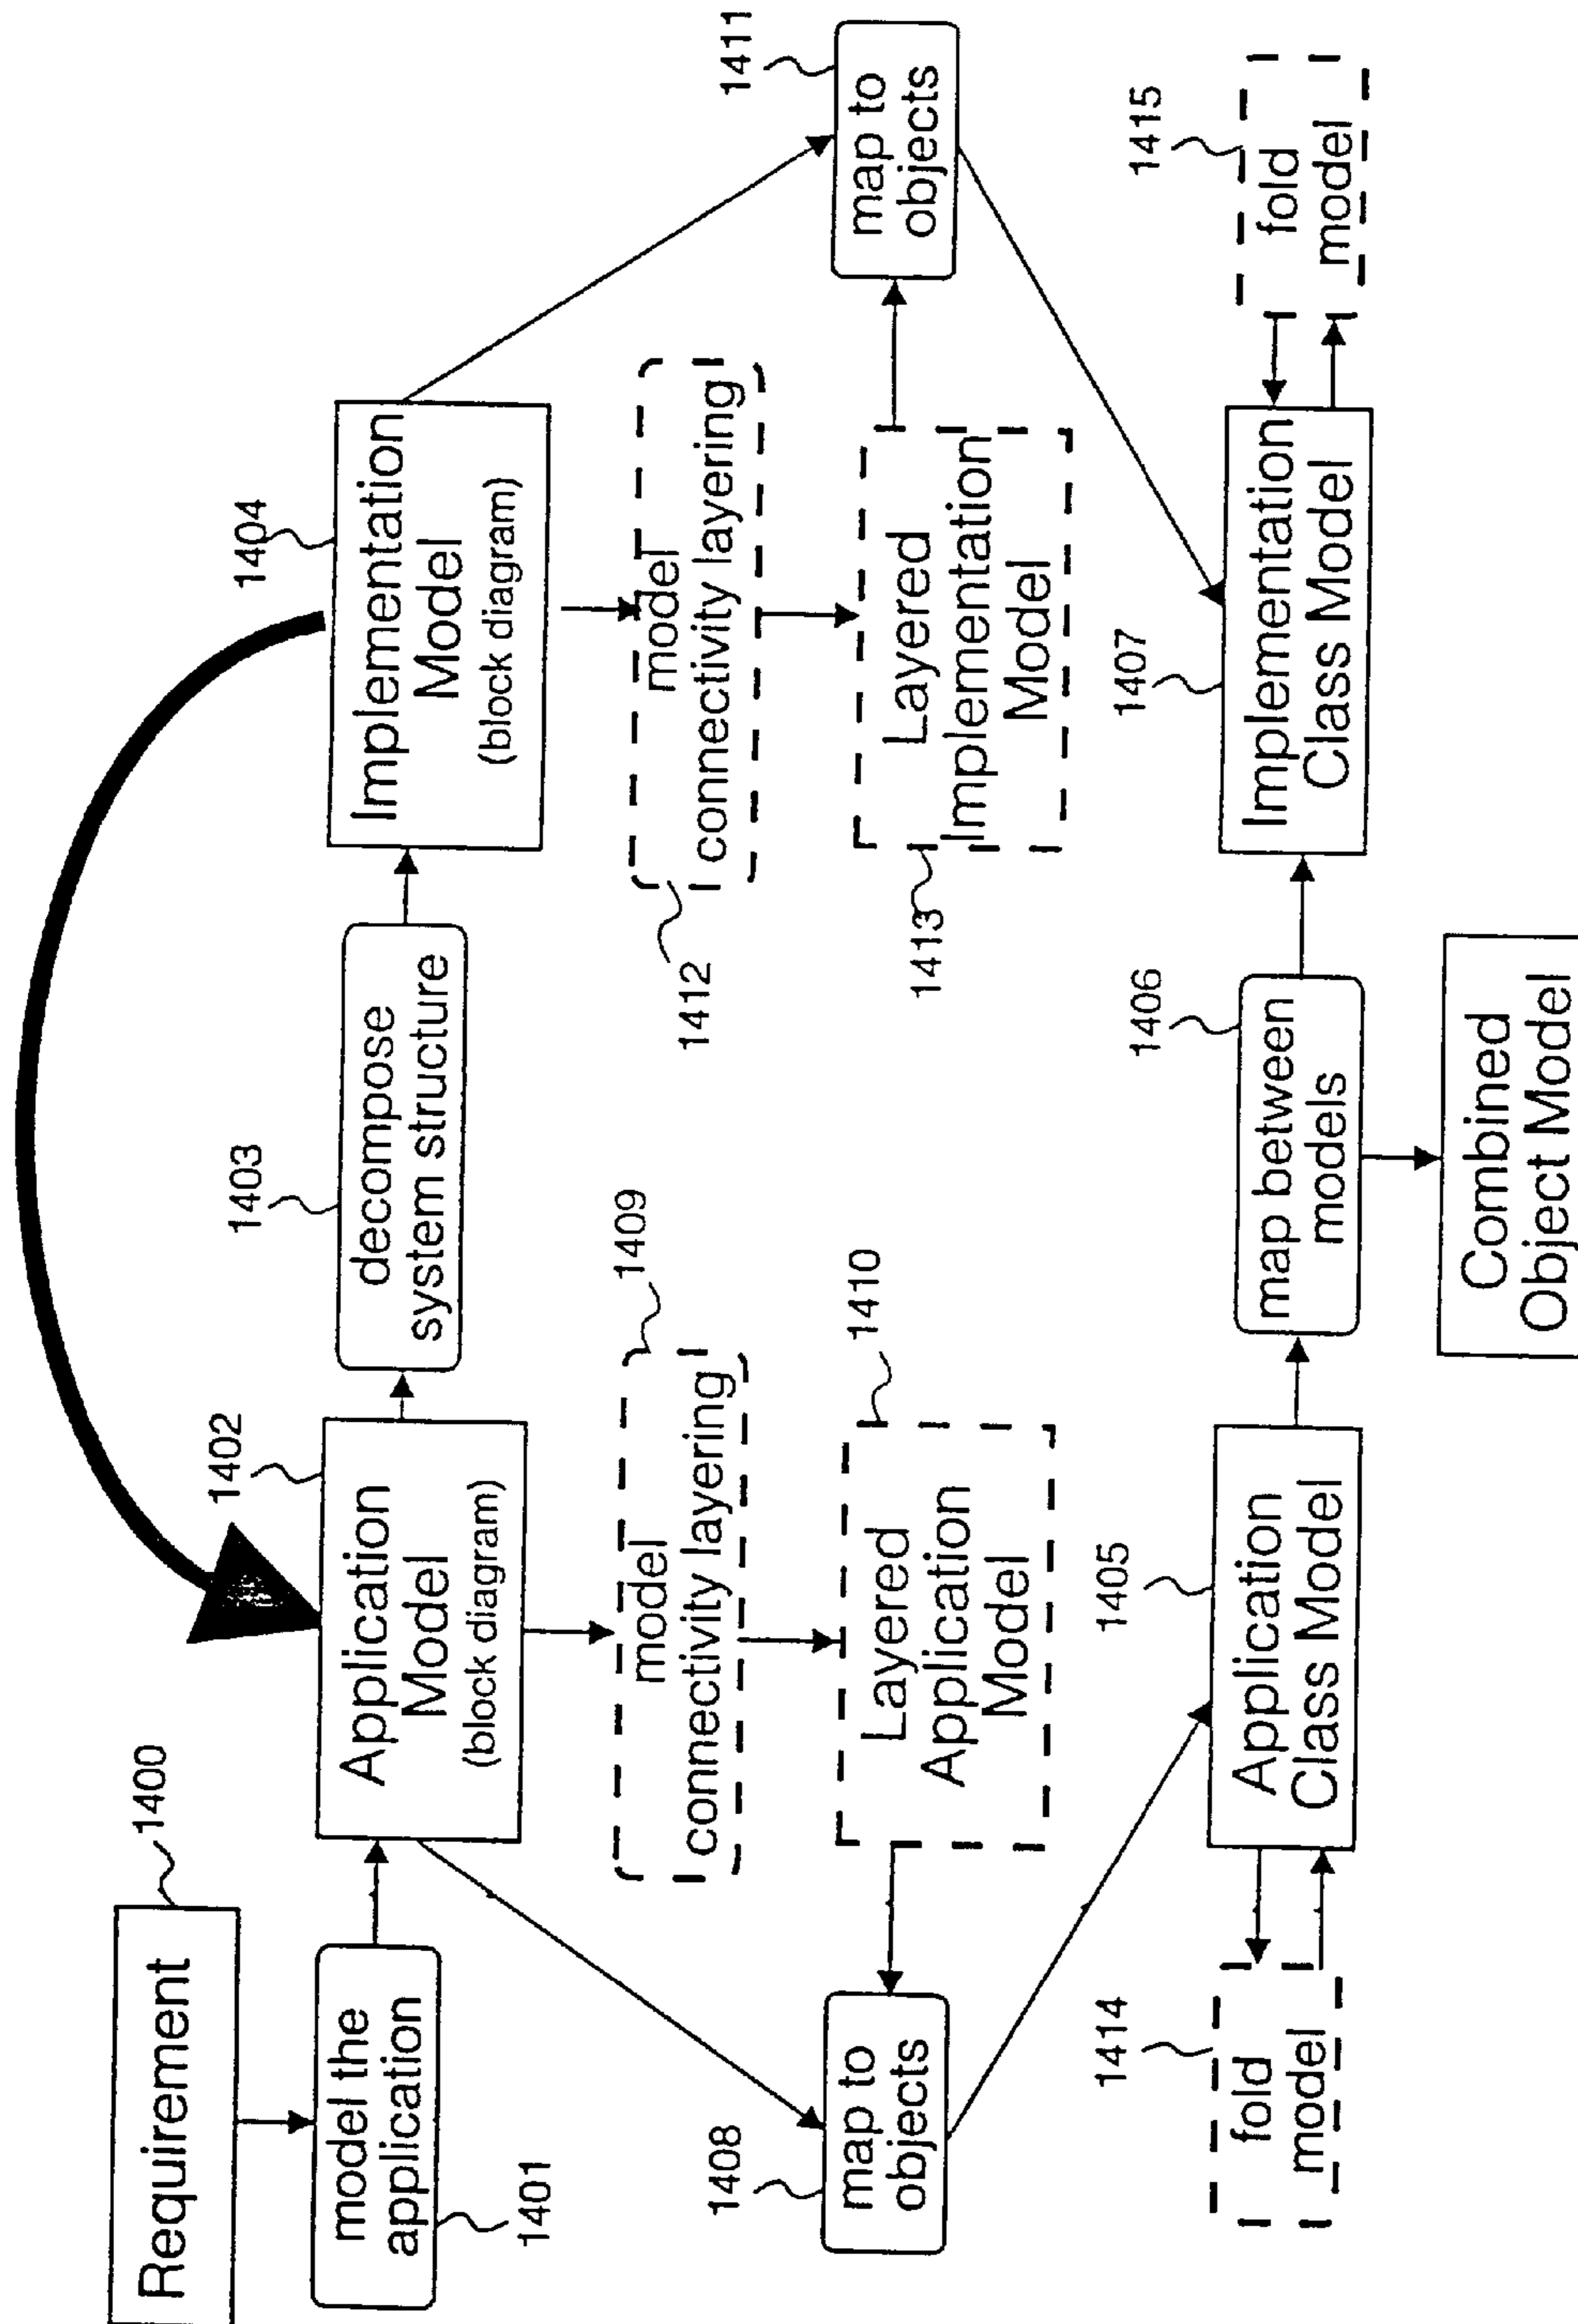 Requirement
1400
model the
application
1401
Application
Model
(block diagram)
1402
decompose
system structure
1403
Implementation
Model
(block diagram)
1404
model
connectivity layering
1409
model
connectivity layering
1412
Layered
Application
Model
1410
Layered
Implementation
Model
1413
map to
objects
1408
map to
objects
1411
fold
model
1414
Application
Class Model
1405
map between
models
1406
Implementation
Class Model
1407
fold
model
1415
Combined
Object Model